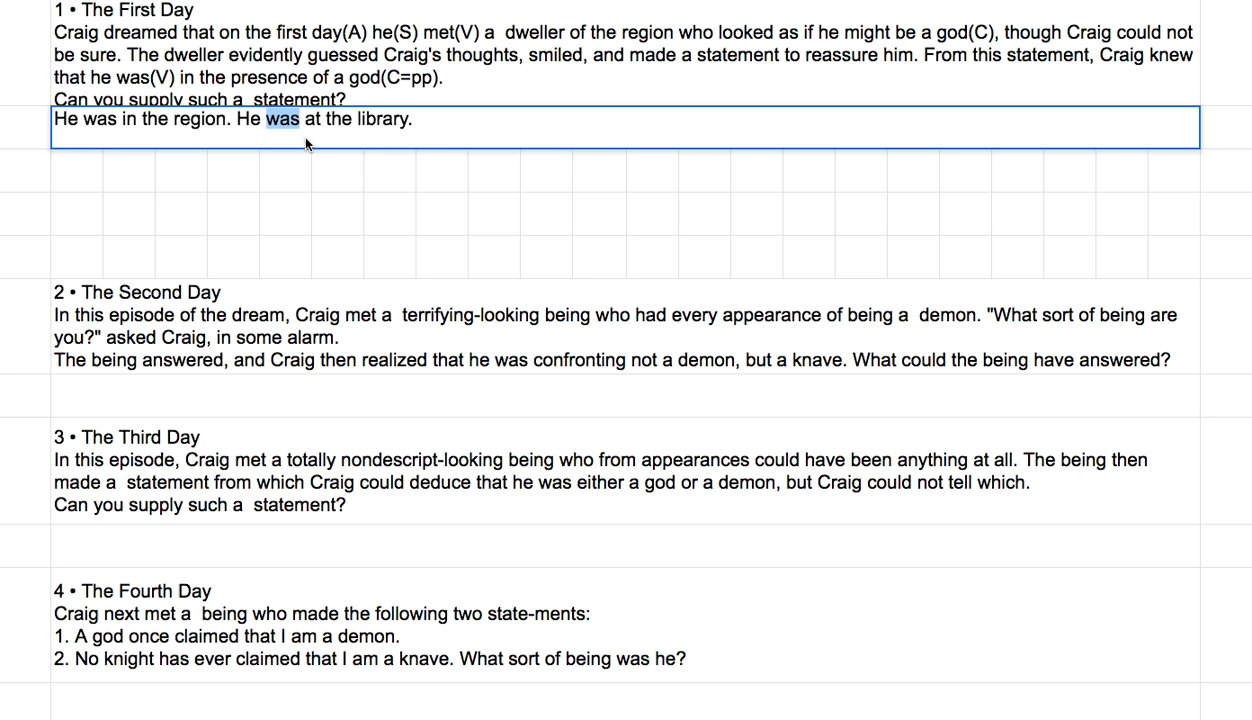 1 • The First Day
Craig dreamed that on the first day(A) he(S) met(V) a  dweller of the region who looked as if he might be a god(C), though Craig could not
be sure. The dweller evidently guessed Craig's thoughts, smiled, and made a statement to reassure him. From this statement, Craig knew
that he was(V) in the presence of a god(C=pp).
Can you supply such a  statement?
He was in the region. He was at the library.
2 • The Second Day
In this episode of the dream, Craig met a  terrifying-looking being who had every appearance of being a  demon. "What sort of being are
you?" asked Craig, in some alarm.
The being answered, and Craig then realized that he was confronting not a demon, but a knave. What could the being have answered?
3 • The Third Day
In this episode, Craig met a totally nondescript-looking being who from appearances could have been anything at all. The being then
made a  statement from which Craig could deduce that he was either a god or a demon, but Craig could not tell which.
Can you supply such a  statement?
4 • The Fourth Day
Craig next met a  being who made the following two state-ments:
1. A god once claimed that I am a demon.
2. No knight has ever claimed that I am a knave. What sort of being was he?